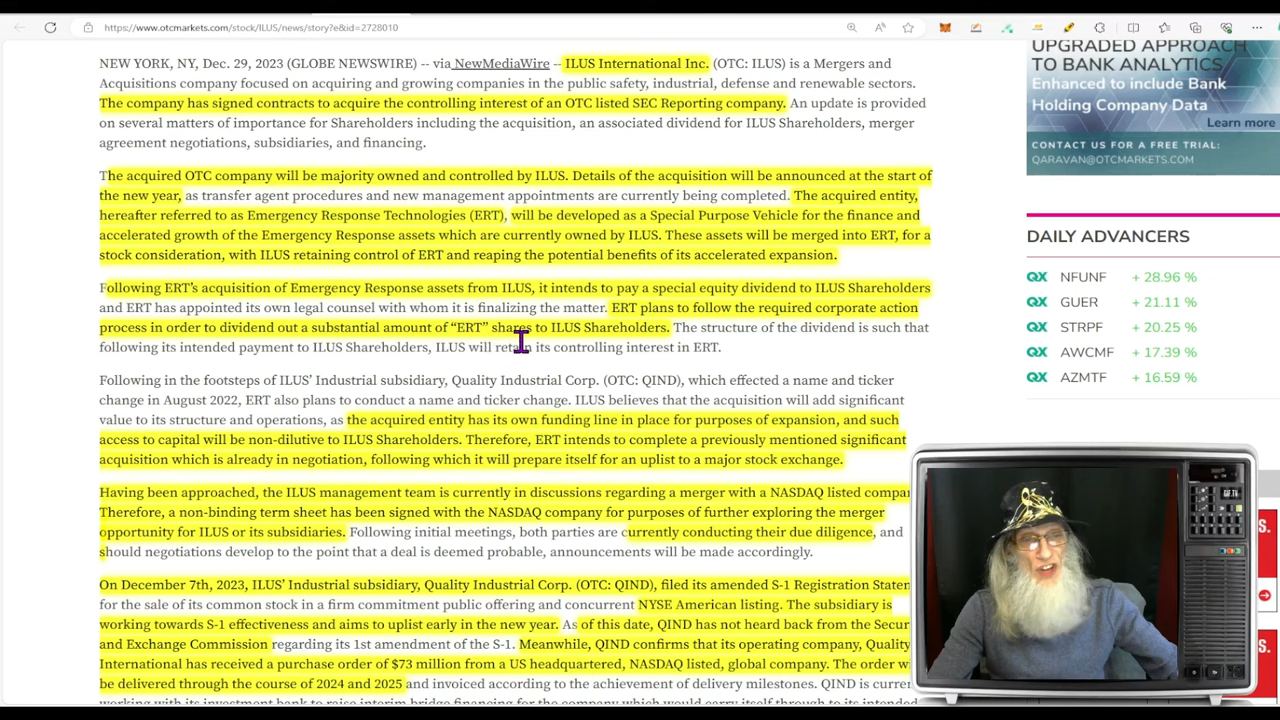 https://www.otcmarkets.com/stock/ILUS/news/story?e&id=2728010
NEW YORK, NY, Dec. 29, 2023 (GLOBE NEWSWIRE) -- via NewMediaWire -- ILUS International Inc. (OTC: ILUS) is a Mergers and
Acquisitions company focused on acquiring and growing companies in the public safety, industrial, defense and renewable sectors.
The company has signed contracts to acquire the controlling interest of an OTC listed SEC Reporting company. An update is provided
on several matters of importance for Shareholders including the acquisition, an associated dividend for ILUS Shareholders, merger
agreement negotiations, subsidiaries, and financing.
The acquired OTC company will be majority owned and controlled by ILUS. Details of the acquisition will be announced at the start of
the new year, as transfer agent procedures and new management appointments are currently being completed. The acquired entity,
hereafter referred to as Emergency Response Technologies (ERT), will be developed as a Special Purpose Vehicle for the finance and
accelerated growth of the Emergency Response assets which are currently owned by ILUS. These assets will be merged into ERT, for a
stock consideration, with ILUS retaining control of ERT and reaping the potential benefits of its accelerated expansion.
Following ERT’s acquisition of Emergency Response assets from ILUS, it intends to pay a special equity dividend to ILUS Shareholders
and ERT has appointed its own legal counsel with whom it is finalizing the matter. ERT plans to follow the required corporate action
process in order to dividend out a substantial amount of “ERT” shares to ILUS Shareholders. The structure of the dividend is such that
following its intended payment to ILUS Shareholders, ILUS will retain its controlling interest in ERT.
Following in the footsteps of ILUS’ Industrial subsidiary, Quality Industrial Corp. (OTC: QIND), which effected a name and ticker
change in August 2022, ERT also plans to conduct a name and ticker change. ILUS believes that the acquisition will add significant
value to its structure and operations, as the acquired entity has its own funding line in place for purposes of expansion, and such
access to capital will be non-dilutive to ILUS Shareholders. Therefore, ERT intends to complete a previously mentioned significant
acquisition which is already in negotiation, following which it will prepare itself for an uplist to a major stock exchange.
Having been approached, the ILUS management team is currently in discussions regarding a merger with a NASDAQ listed compan
Therefore, a non-binding term sheet has been signed with the NASDAQ company for purposes of further exploring the merger
opportunity for ILUS or its subsidiaries. Following initial meetings, both parties are currently conducting their due diligence, and
should negotiations develop to the point that a deal is deemed probable, announcements will be made accordingly.
On December 7th, 2023, ILUS’ Industrial subsidiary, Quality Industrial Corp. (OTC: QIND), filed its amended S-1 Registration Staten
for the sale of its common stock in a firm commitment public offering and concurrent NYSE American listing. The subsidiary is
working towards S-1 effectiveness and aims to uplist early in the new year. As of this date, QIND has not heard back from the Secur
and Exchange Commission regarding its 1st amendment of the S-1. Meanwhile, QIND confirms that its operating company, Quality
International has received a purchase order of $73 million from a US headquartered, NASDAQ listed, global company. The order w
be delivered through the course of 2024 and 2025 and invoiced according to the achievement of delivery milestones. QIND is curren
working with its investment bank to raise interim bridge financing for the company which would carry itself through to its intended
UPGRADED APPROACH
TO BANK ANALYTICS
Enhanced to include Bank
Holding Company Data
Learn more
CONTACT US FOR A FREE TRIAL:
QARAVAN@OTCMARKETS.COM
DAILY ADVANCERS
QX NFUNF + 28.96 %
QX GUER + 21.11 %
QX STRPF + 20.25 %
QX AWCMF + 17.39 %
QX AZMTF + 16.59 %